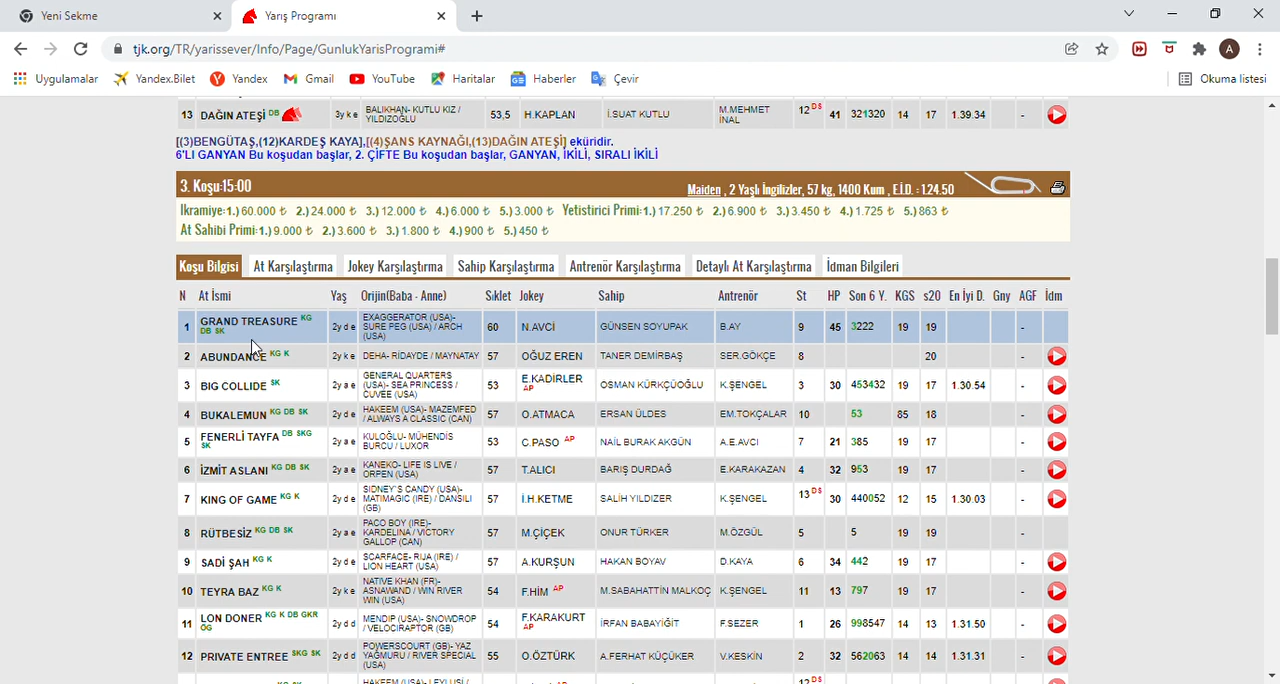 Yeni Sekme
Yarış Programı
tjk.org/TR/yarissever/Info/Page/GunlukYarisProgrami#
A
Uygulamalar Yandex.Bilet Yandex Gmail YouTube Haritalar Haberler Çevir Okuma listesi
13 DAĞIN ATEŞİ DB 3y k e BALIKHAN- KUTLU KIZ / YILDIZOĞLU 53,5 H.KAPLAN İ.SUAT KUTLU M.MEHMET İNAL 12 DS 41 321320 14 17 1.39.34 -
[(3)BENGÜTAŞ,(12)KARDEŞ KAYA],[(4)ŞANS KAYNAĞI,(13)DAĞIN ATEŞİ] eküridir.
6'LI GANYAN Bu koşudan başlar, 2. ÇİFTE Bu koşudan başlar, GANYAN, İKİLİ, SIRALI İKİLİ
3. Koşu:15:00 Maiden , 2 Yaşlı İngilizler, 57 kg, 1400 Kum , E.İ.D. : 1.24.50
Ikramiye:1.) 60.000 ₺ 2.) 24.000 ₺ 3.) 12.000 ₺ 4.) 6.000 ₺ 5.) 3.000 ₺ Yetistirici Primi:1.) 17.250 ₺ 2.) 6.900 ₺ 3.) 3.450 ₺ 4.) 1.725 ₺ 5.) 863 ₺
At Sahibi Primi:1.) 9.000 ₺ 2.) 3.600 ₺ 3.) 1.800 ₺ 4.) 900 ₺ 5.) 450 ₺
Koşu Bilgisi At Karşılaştırma Jokey Karşılaştırma Sahip Karşılaştırma Antrenör Karşılaştırma Detaylı At Karşılaştırma İdman Bilgileri
N At İsmi Yaş Orijin(Baba - Anne) Sıklet Jokey Sahip Antrenör St HP Son 6 Y. KGS s20 En İyi D. Gny AGF İdm
1 GRAND TREASURE KG DB SK 2y d e EXAGGERATOR (USA)- SURE PEG (USA) / ARCH (USA) 60 N.AVCİ GÜNSEN SOYUPAK B.AY 9 45 3222 19 19 -
2 ABUNDANCE KG K 2y k e DEHA- RİDAYDE / MAYNATAY 57 OĞUZ EREN TANER DEMİRBAŞ SER.GÖKÇE 8 20 -
3 BIG COLLIDE SK 2y a e GENERAL QUARTERS (USA)- SEA PRINCESS / CUVEE (USA) 53 E.KADİRLER AP OSMAN KÜRKÇÜOĞLU K.ŞENGEL 3 30 453432 19 17 1.30.54 -
4 BUKALEMUN KG DB SK 2y d e HAKEEM (USA)- MAZEMFED / ALWAYS A CLASSIC (CAN) 57 O.ATMACA ERSAN ÜLDES EM.TOKÇALAR 10 53 85 18 -
5 FENERLİ TAYFA DB SKG SK 2y a e KULOĞLU- MÜHENDİS BURCU / LUXOR 53 C.PASO AP NAİL BURAK AKGÜN A.E.AVCI 7 21 385 19 17 -
6 İZMİT ASLANI KG DB SK 2y a e KANEKO- LIFE IS LIVE / ORPEN (USA) 57 T.ALICI BARIŞ DURDAĞ E.KARAKAZAN 4 32 953 19 17 -
7 KING OF GAME KG K 2y d e SIDNEY'S CANDY (USA)- MATIMAGIC (IRE) / DANSILI (GB) 57 İ.H.KETME SALİH YILDIZER K.ŞENGEL 13 DS 30 440052 12 15 1.30.03 -
8 RÜTBESİZ KG DB SK 2y a e PACO BOY (IRE)- KARDELINA / VICTORY GALLOP (CAN) 57 M.ÇİÇEK ONUR TÜRKER M.ÖZGÜL 5 5 19 19 -
9 SADİ ŞAH KG K 2y d e SCARFACE- RIJA (IRE) / LION HEART (USA) 57 A.KURŞUN HAKAN BOYAV D.KAYA 6 34 442 19 17 -
10 TEYRA BAZ KG K 2y k e NATIVE KHAN (FR)- ASNAWAND / WIN RIVER WIN (USA) 54 F.HİM AP M.SABAHATTİN MALKOÇ K.ŞENGEL 11 13 797 19 17 -
11 LON DONER KG K DB GKR ÖG 2y d d MENDIP (USA)- SNOWDROP / VELOCIRAPTOR (GB) 54 F.KARAKURT AP İRFAN BABAYİĞİT F.SEZER 1 26 998547 14 13 1.31.50 -
12 PRIVATE ENTREE SKG SK 2y d d POWERSCOURT (GB)- YAZ YAĞMURU / RIVER SPECIAL (USA) 55 O.ÖZTÜRK A.FERHAT KÜÇÜKER V.KESKİN 2 32 562063 14 14 1.31.31 -